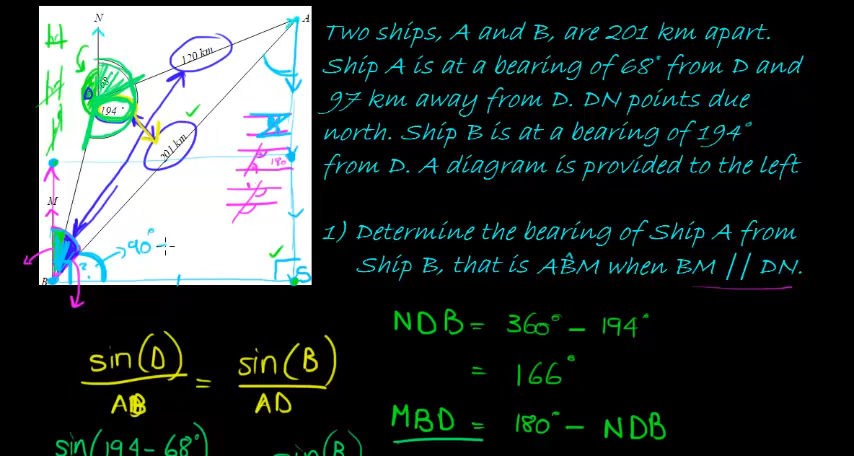 Two ships, A and B, are 201 km apart.
Ship A is at a bearing of 68° from D and
97 km away from D. DN points due
north. Ship B is at a bearing of 194°
from D. A diagram is provided to the left
1) Determine the bearing of Ship A from
Ship B, that is AB̂M when BM // DN.
N
A
120 km
D
68°
194°
201 km
180
M
B
?
90°
S
sin(D)
AB
=
sin(B)
AD
sin(194-68°)
sin(B)
NDB = 360° - 194°
= 166°
MBD = 180° - NDB